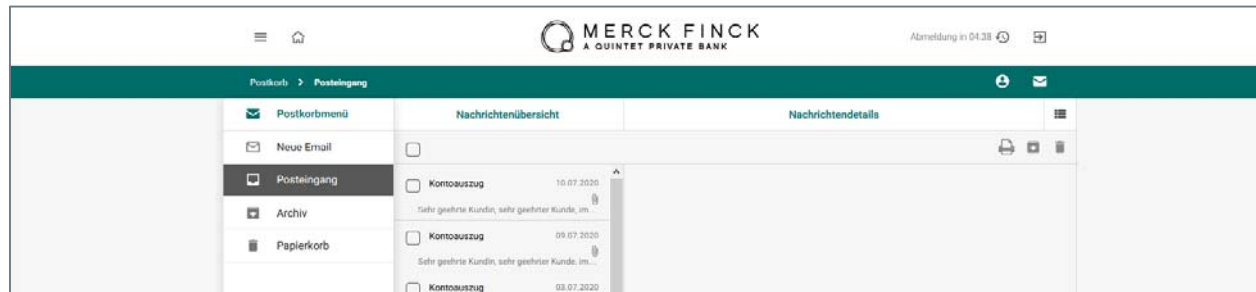 MERCK FINCK
A QUINTET PRIVATE BANK
Abmeldung in 04:38
Postkorb > Posteingang
Postkorbmenü
Nachrichtenübersicht
Nachrichtendetails
Neue Email
Posteingang
Archiv
Papierkorb
Kontoauszug 10.07.2020
Sehr geehrte Kundin, sehr geehrter Kunde, im...
Kontoauszug 09.07.2020
Sehr geehrte Kundin, sehr geehrter Kunde, im...
Kontoauszug 03.07.2020